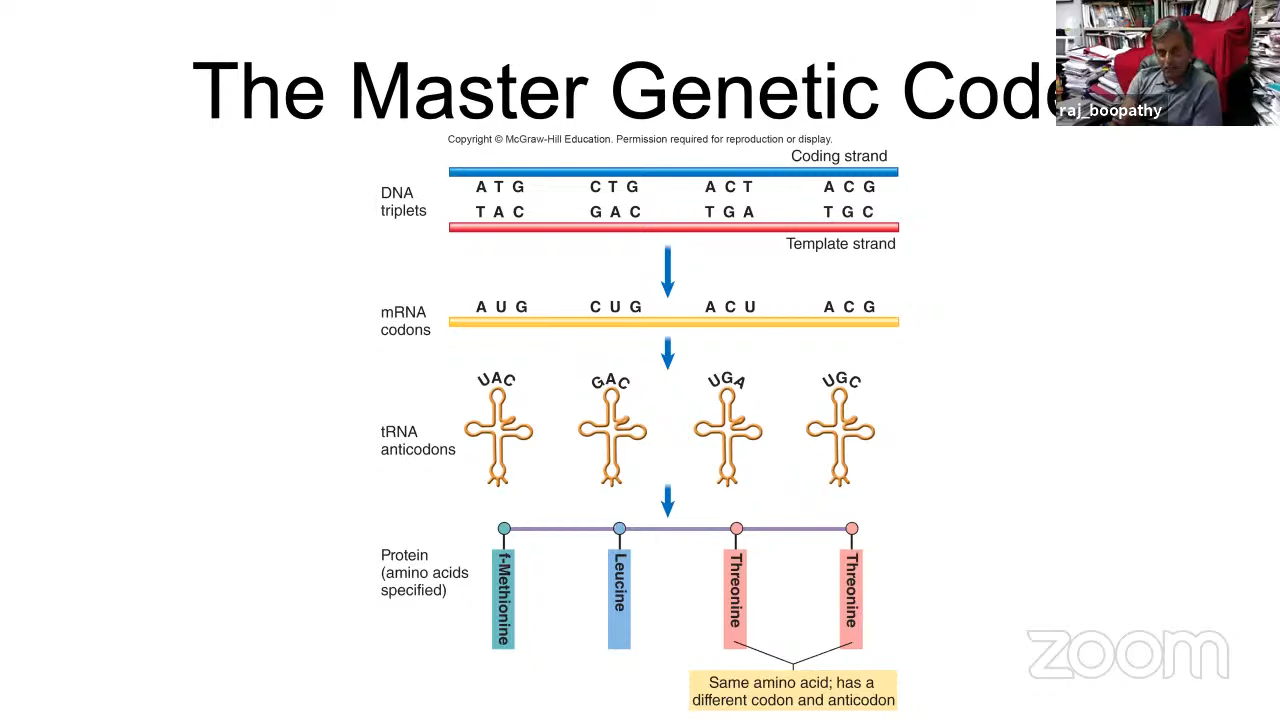 The Master Genetic Code
raj_boopathy
Copyright © McGraw-Hill Education. Permission required for reproduction or display.
Coding strand
DNA
triplets
A T G C T G A C T A C G
T A C G A C T G A T G C
Template strand
mRNA
codons
A U G C U G A C U A C G
UAC GAC UGA UGC
tRNA
anticodons
Protein
(amino acids
specified)
f-Methionine
Leucine
Threonine
Threonine
Same amino acid; has a
different codon and anticodon
zoom